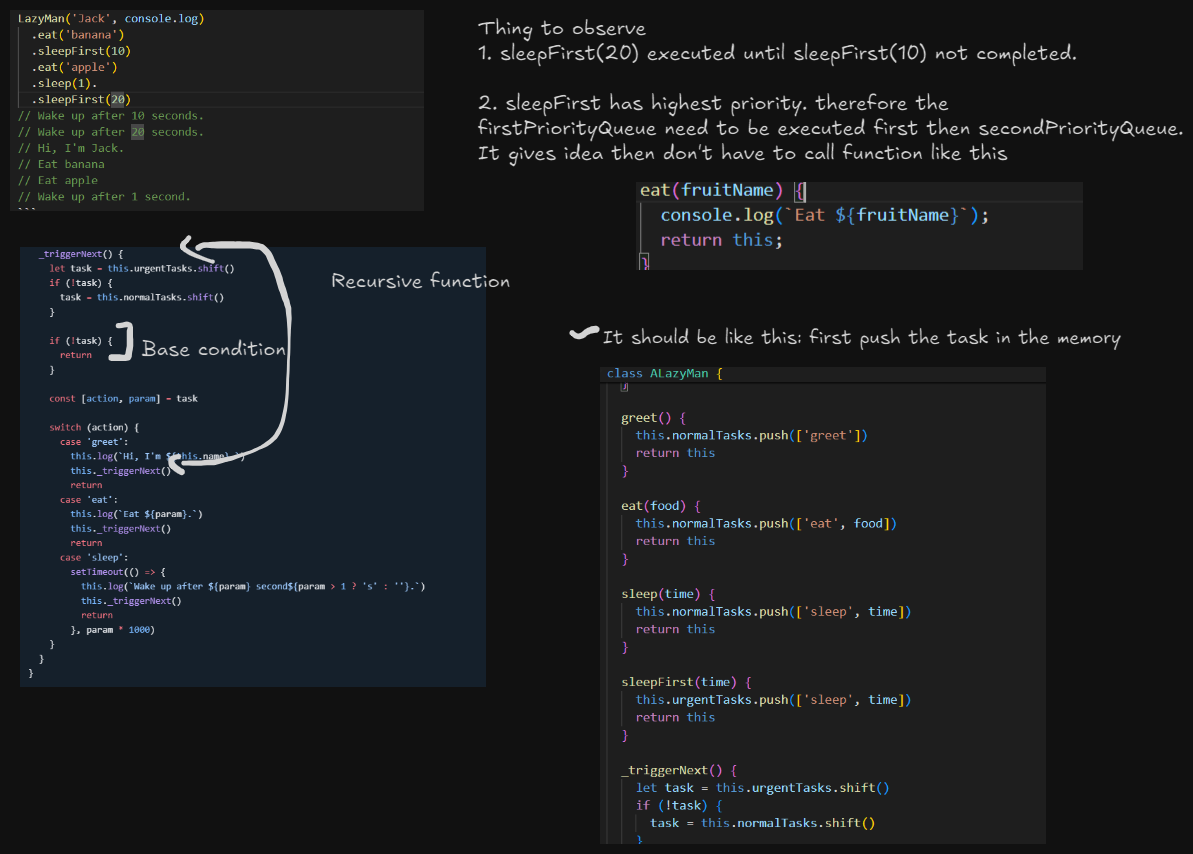 LazyMan('Jack', console.log)
.eat('banana')
.sleepFirst(10)
.eat('apple')
.sleep(1).
.sleepFirst(20)
// Wake up after 10 seconds.
// Wake up after 20 seconds.
// Hi, I'm Jack.
// Eat banana
// Eat apple
// Wake up after 1 second.
Thing to observe
1. sleepFirst(20) executed until sleepFirst(10) not completed.
2. sleepFirst has highest priority. therefore the
firstPriorityQueue need to be executed first then secondPriorityQueue.
It gives idea then don't have to call function like this
eat(fruitName) {
console.log(`Eat ${fruitName}`);
return this;
}
_triggerNext() {
let task = this.urgentTasks.shift()
if (!task) {
task = this.normalTasks.shift()
}
if (!task) {
return
}
const [action, param] = task
switch (action) {
case 'greet':
this.log(`Hi, I'm ${this.name}.`)
this._triggerNext()
return
case 'eat':
this.log(`Eat ${param}.`)
this._triggerNext()
return
case 'sleep':
setTimeout(() => {
this.log(`Wake up after ${param} second${param > 1 ? 's' : ''}.`)
this._triggerNext()
return
}, param * 1000)
}
}
}
Recursive function
Base condition
It should be like this: first push the task in the memory
class ALazyMan {
}
greet() {
this.normalTasks.push(['greet'])
return this
}
eat(food) {
this.normalTasks.push(['eat', food])
return this
}
sleep(time) {
this.normalTasks.push(['sleep', time])
return this
}
sleepFirst(time) {
this.urgentTasks.push(['sleep', time])
return this
}
_triggerNext() {
let task = this.urgentTasks.shift()
if (!task) {
task = this.normalTasks.shift()
}